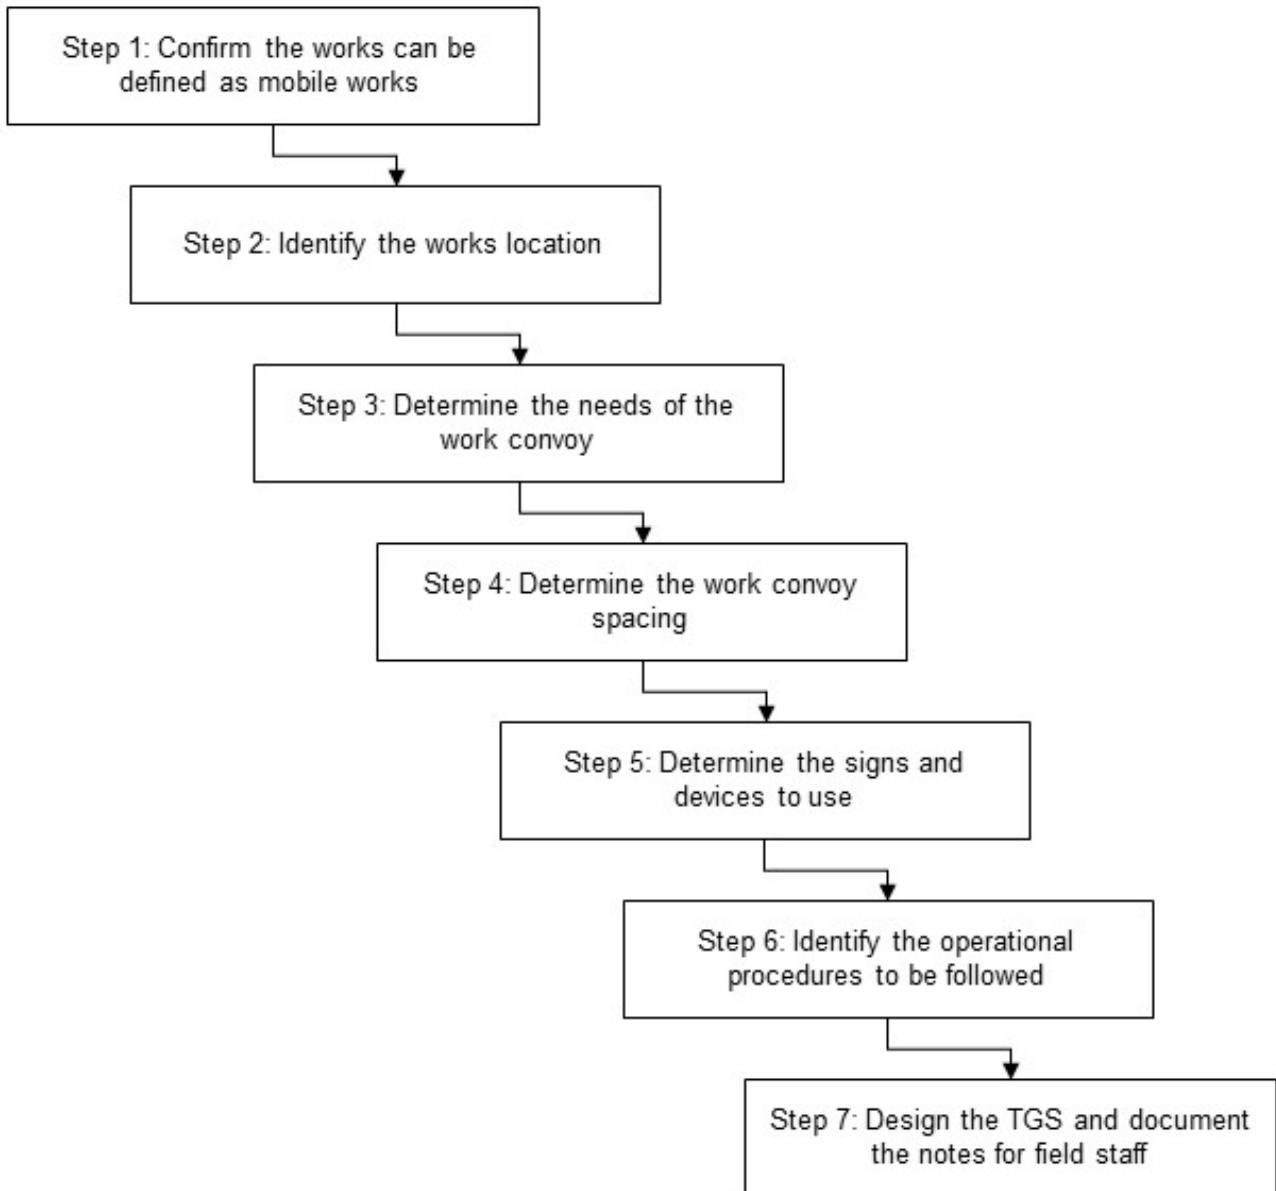 Step 1: Confirm the works can be
defined as mobile works
Step 2: Identify the works location
Step 3: Determine the needs of the
work convoy
Step 4: Determine the work convoy
spacing
Step 5: Determine the signs and
devices to use
Step 6: Identify the operational
procedures to be followed
Step 7: Design the TGS and document
the notes for field staff